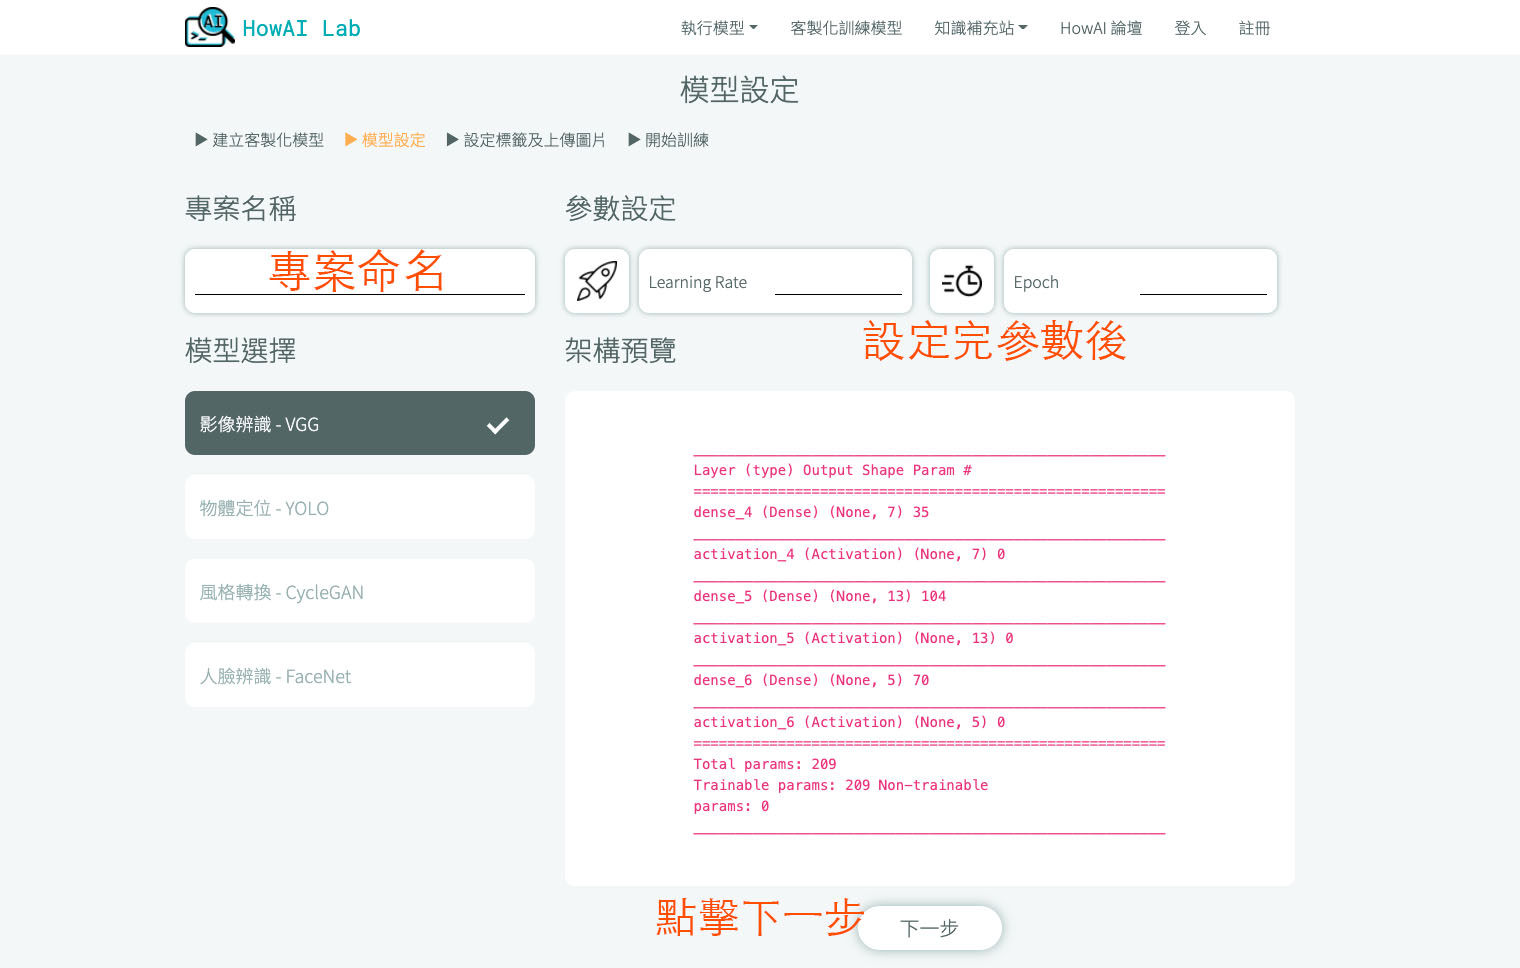 AI
HowAI Lab
執行模型
客製化訓練模型
知識補充站
HowAI 論壇
登入
註冊
模型設定
▶ 建立客製化模型
▶ 模型設定
▶ 設定標籤及上傳圖片
▶ 開始訓練
專案名稱
專案命名
參數設定
Learning Rate
Epoch
設定完參數後
模型選擇
影像辨識 - VGG
物體定位 - YOLO
風格轉換 - CycleGAN
人臉辨識 - FaceNet
架構預覽
Layer (type) Output Shape Param #
========================================================
dense_4 (Dense) (None, 7) 35
activation_4 (Activation) (None, 7) 0
dense_5 (Dense) (None, 13) 104
activation_5 (Activation) (None, 13) 0
dense_6 (Dense) (None, 5) 70
activation_6 (Activation) (None, 5) 0
========================================================
Total params: 209
Trainable params: 209 Non-trainable
params: 0
點擊下一步
下一步